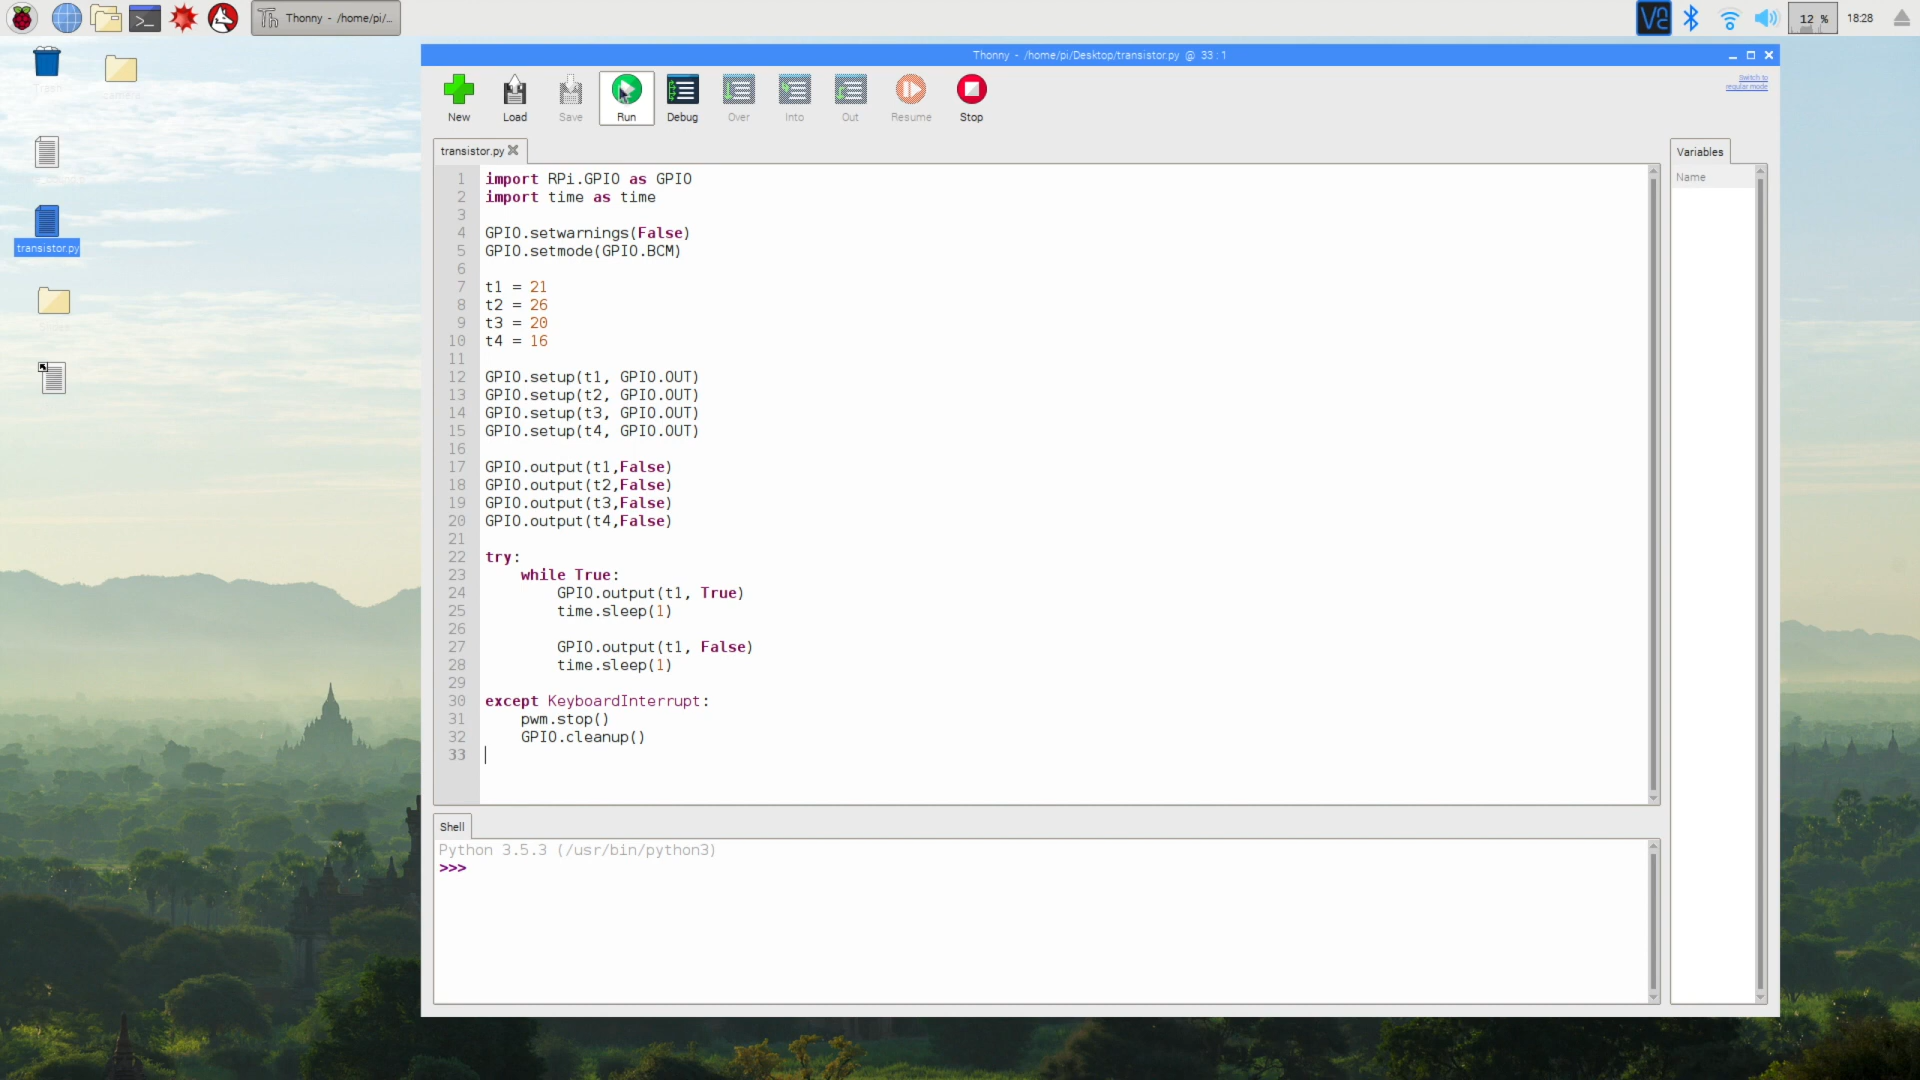 Thonny - /home/pi/...
12 %
18:28
Thonny - /home/pi/Desktop/transistor.py @ 33 : 1
New
Load
Save
Run
Debug
Over
Into
Out
Resume
Stop
Switch to
regular mode
transistor.py
transistor.py
1 import RPi.GPIO as GPIO
2 import time as time
3
4 GPIO.setwarnings(False)
5 GPIO.setmode(GPIO.BCM)
6
7 t1 = 21
8 t2 = 26
9 t3 = 20
10 t4 = 16
11
12 GPIO.setup(t1, GPIO.OUT)
13 GPIO.setup(t2, GPIO.OUT)
14 GPIO.setup(t3, GPIO.OUT)
15 GPIO.setup(t4, GPIO.OUT)
16
17 GPIO.output(t1,False)
18 GPIO.output(t2,False)
19 GPIO.output(t3,False)
20 GPIO.output(t4,False)
21
22 try:
23     while True:
24         GPIO.output(t1, True)
25         time.sleep(1)
26
27         GPIO.output(t1, False)
28         time.sleep(1)
29
30 except KeyboardInterrupt:
31     pwm.stop()
32     GPIO.cleanup()
33
Variables
Name
Shell
Python 3.5.3 (/usr/bin/python3)
>>>